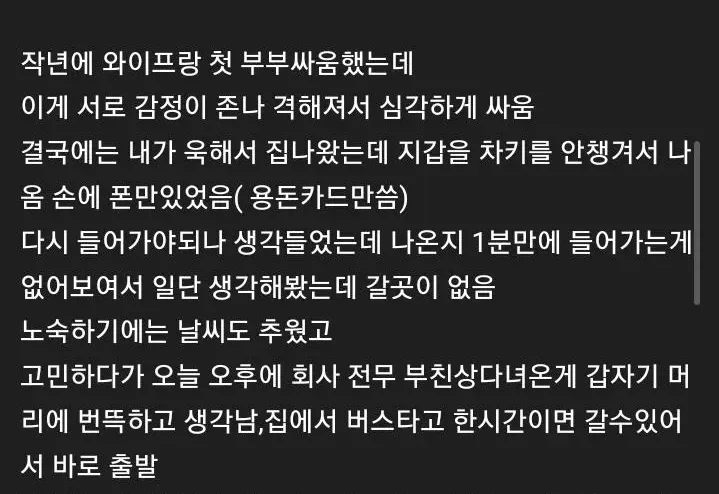 작년에 와이프랑 첫 부부싸움했는데
이게 서로 감정이 존나 격해져서 심각하게 싸움
결국에는 내가 욱해서 집나왔는데 지갑을 차키를 안챙겨서 나
옴 손에 폰만있었음( 용돈카드만씀)
다시 들어가야되나 생각들었는데 나온지 1분만에 들어가는게
없어보여서 일단 생각해봤는데 갈곳이 없음
노숙하기에는 날씨도 추웠고
고민하다가 오늘 오후에 회사 전무 부친상다녀온게 갑자기 머
리에 번뜩하고 생각남,집에서 버스타고 한시간이면 갈수있어
서 바로 출발